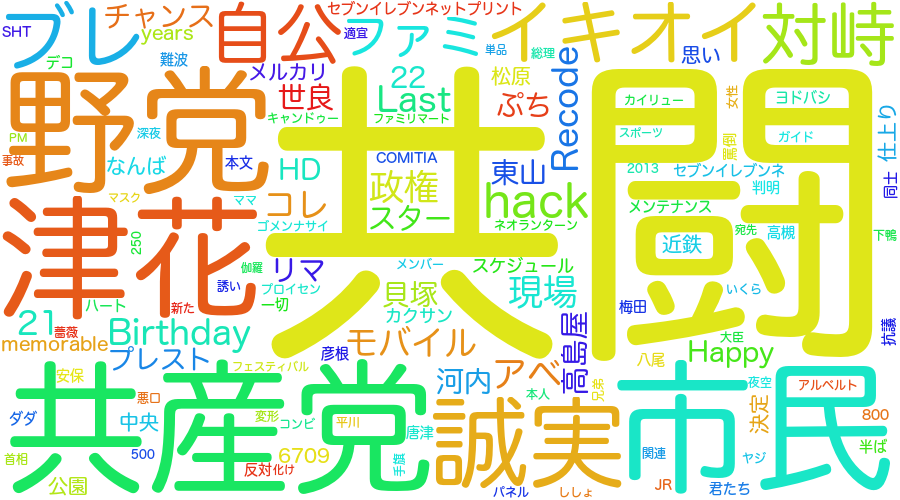 ブレ
チャンス
years
自公
セブンイレブンネットプリント
適宜
ファミ
単品
イキオイ
総理
思い
対峙
SHT
デコ
難波
メルカリ
世良
キャンドゥー
22
Last
ファミリマート
松原
ぷち
Recode
カイリュー
女性
ヨドバシ
仕上り
野党
PM
事故
深夜
なんば
本文
HD
COMITIA
政権
東山
スポーツ
罵倒
ガイド
2013
セブンイレブンネ
判明
同士
共闘
マスク
ママ
コレ
ゴメンナサイ
スター
hack
ネオランターン
メンテナンス
近鉄
宛先
高槻
下鴨
津花
250
伽羅
誘い
リマ
プロイセン
一切
メンバー
スケジュール
貝塚
現場
カクサン
いくら
梅田
ハート
新た
21
薔薇
Birthday
memorable
プレスト
彦根
モバイル
高島屋
大臣
Happy
抗議
八尾
共産党
安保
悪口
フェスティバル
河内
アベ
本人
兄条
市民
夜空
アルベルト
ダダ
中央
変形
コンビ
平川
唐津
誠実
決定
800
首相
500
6709
反対
化け
手旗
関連
ヤジ
半ば
公園
パネル
ししょ
JR
君たち